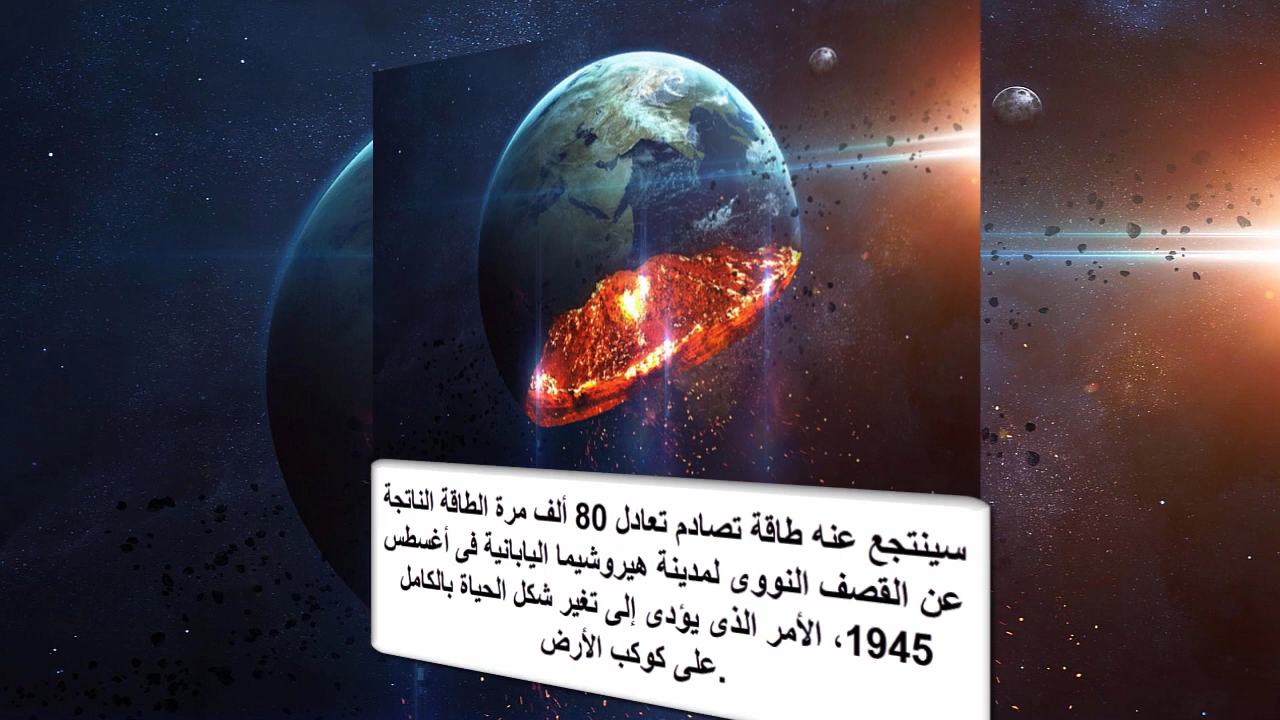 سينتجع عنه طاقة تصادم تعادل 80 ألف مرة الطاقة الناتجة
عن القصف النووى لمدينة هيروشيما اليابانية فى أغسطس
1945، الأمر الذى يؤدى إلى تغير شكل الحياة بالكامل
على كوكب الأرض.